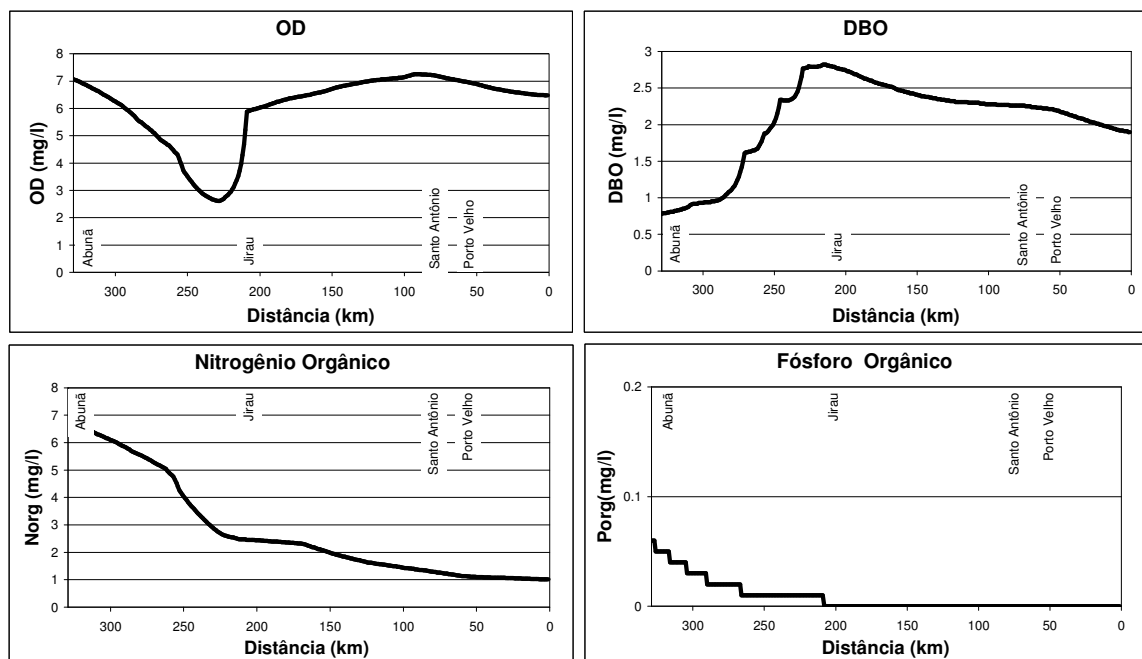 OD
OD (mg/l)
8
7
6
5
4
3
2
1
0
Abunã
Jirau
Santo Antônio
Porto Velho
300
250
200
150
100
50
0
Distância (km)
DBO
DBO (mg/l)
3
2.5
2
1.5
1
0.5
0
Abunã
Jirau
Santo Antônio
Porto Velho
300
250
200
150
100
50
0
Distância (km)
Nitrogênio Orgânico
Norg (mg/l)
8
7
6
5
4
3
2
1
0
Abunã
Jirau
Santo Antônio
Porto Velho
300
250
200
150
100
50
0
Distância (km)
Fósforo Orgânico
Porg(mg/l)
0.2
0.1
0
Abunã
Jirau
Santo Antônio
Porto Velho
300
250
200
150
100
50
0
Distância (km)